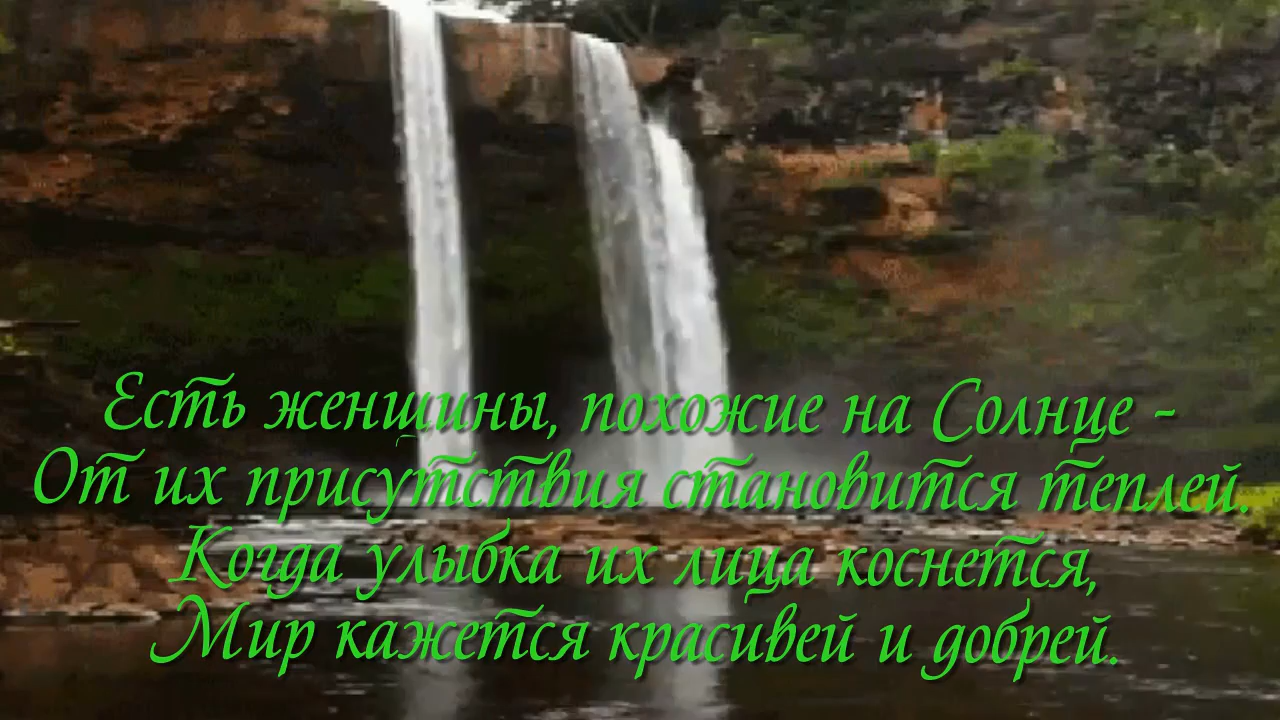 Есть женщины, похожие на Солнце -
От их присутствия становится теплей.
Когда улыбка их лица коснется,
Мир кажется красивей и добрей.